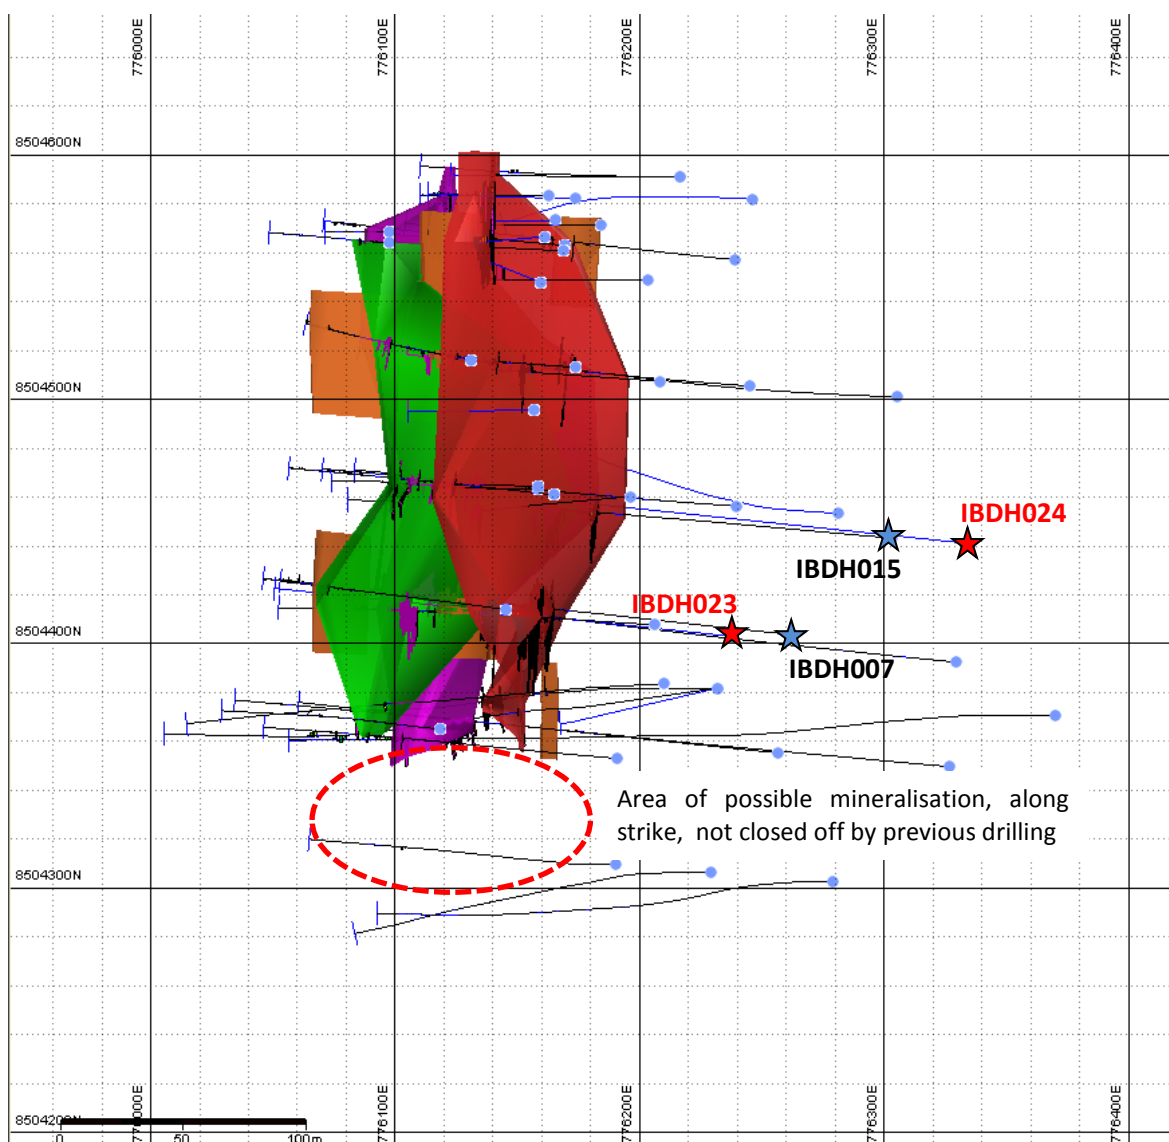 776000E
776100E
776200E
776300E
776400E
8504600N
8504500N
IBDH024
IBDH015
IBDH023
8504400N
IBDH007
Area of possible mineralisation, along
strike, not closed off by previous drilling
8504300N
776000E
776100E
776200E
776300E
776400E
8504200N
0
50
100m